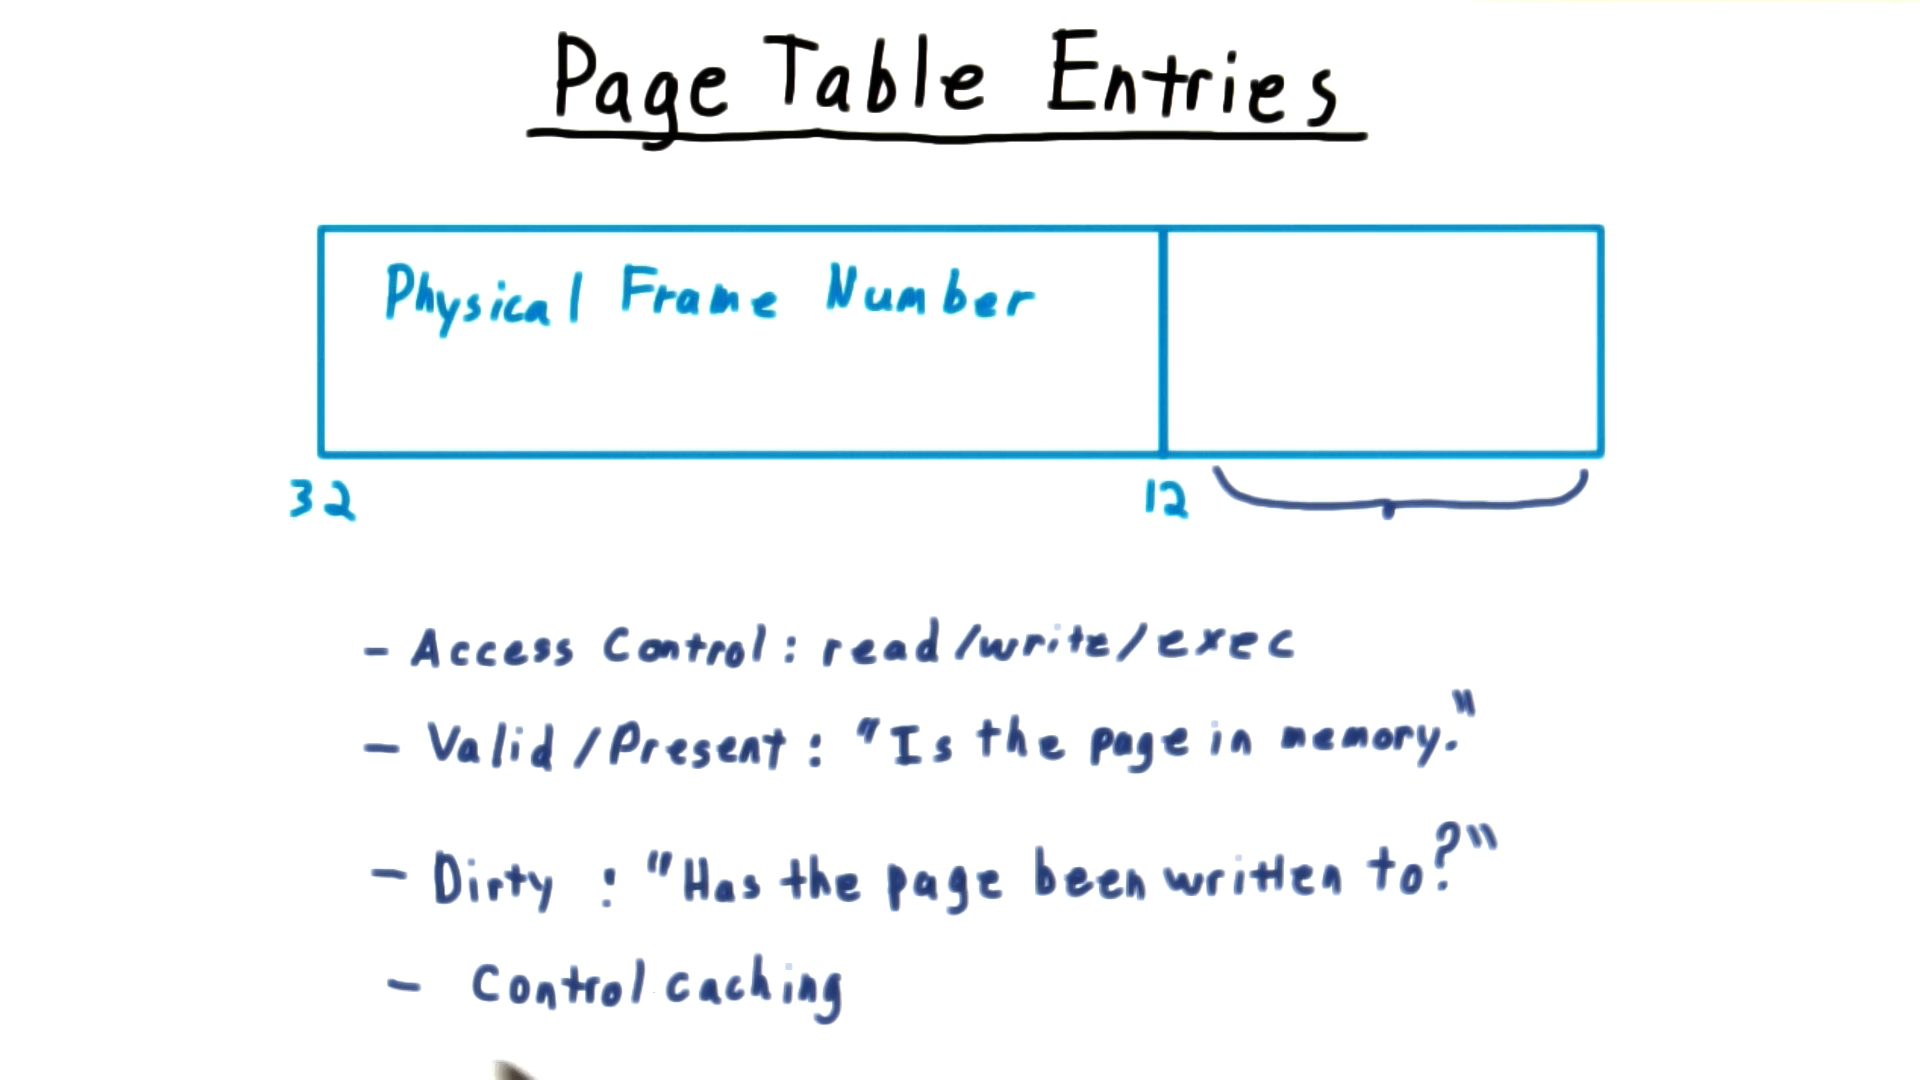 Page Table Entries
Physical Frame Number
32 12
- Access Control: read/write/exec
- Valid/Present: "Is the page in memory."
- Dirty: "Has the page been written to?"
- Control caching